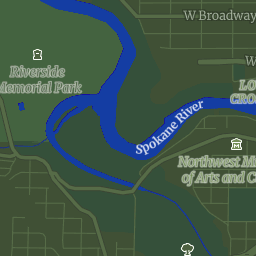 W Broadway
Riverside
Memorial Park
Spokane River
LO
CRO
Northwest M
of Arts and C